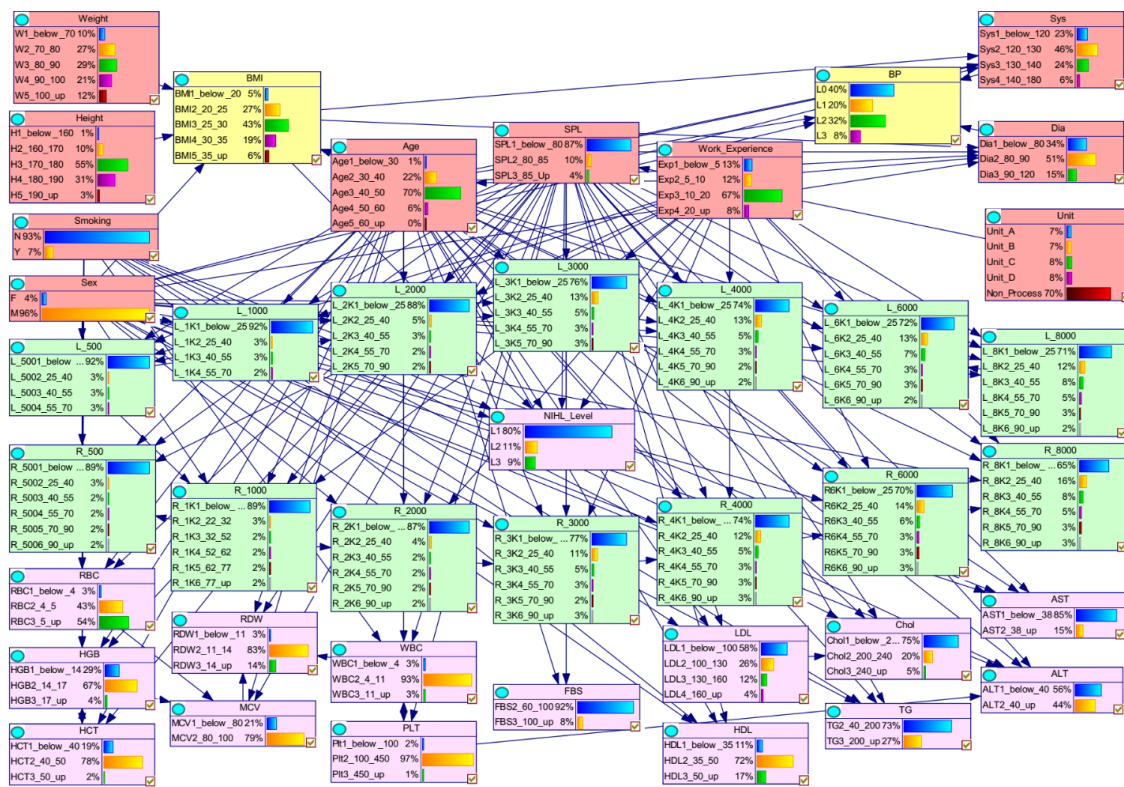 Weight
W1_below_70 10%
W2_70_80 27%
W3_80_90 29%
W4_90_100 21%
W5_100_up 12%
Height
H1_below_160 1%
H2_160_170 10%
H3_170_180 55%
H4_180_190 31%
H5_190_up 3%
Smoking
N 93%
Y 7%
Sex
F 4%
M 96%
BMI
BMI1_below_20 5%
BMI2_20_25 27%
BMI3_25_30 43%
BMI4_30_35 19%
BMI5_35_up 6%
Age
Age1_below_30 1%
Age2_30_40 22%
Age3_40_50 70%
Age4_50_60 6%
Age5_60_up 0%
SPL
SPL1_below_80 87%
SPL2_80_85 10%
SPL3_85_Up 4%
Work_Experience
Exp1_below_5 13%
Exp2_5_10 12%
Exp3_10_20 67%
Exp4_20_up 8%
BP
L0 40%
L1 20%
L2 32%
L3 8%
Sys
Sys1_below_120 23%
Sys2_120_130 46%
Sys3_130_140 24%
Sys4_140_180 6%
Dia
Dia1_below_80 34%
Dia2_80_90 51%
Dia3_90_120 15%
Unit
Unit_A 7%
Unit_B 7%
Unit_C 8%
Unit_D 8%
Non_Process 70%
L_500
L_5001_below ... 92%
L_5002_25_40 3%
L_5003_40_55 3%
L_5004_55_70 3%
L_1000
L_1K1_below_25 92%
L_1K2_25_40 3%
L_1K3_40_55 3%
L_1K4_55_70 2%
L_2000
L_2K1_below_25 88%
L_2K2_25_40 5%
L_2K3_40_55 3%
L_2K4_55_70 2%
L_2K5_70_90 2%
L_3000
L_3K1_below_25 76%
L_3K2_25_40 13%
L_3K3_40_55 5%
L_3K4_55_70 3%
L_3K5_70_90 2%
L_4000
L_4K1_below_25 74%
L_4K2_25_40 13%
L_4K3_40_55 5%
L_4K4_55_70 3%
L_4K5_70_90 3%
L_4K6_90_up 2%
L_6000
L_6K1_below_25 72%
L_6K2_25_40 13%
L_6K3_40_55 7%
L_6K4_55_70 3%
L_6K5_70_90 3%
L_6K6_90_up 2%
L_8000
L_8K1_below_25 71%
L_8K2_25_40 12%
L_8K3_40_55 8%
L_8K4_55_70 5%
L_8K5_70_90 3%
L_8K6_90_up 2%
NIHL_Level
L1 80%
L2 11%
L3 9%
R_500
R_5001_below_ ... 89%
R_5002_25_40 3%
R_5003_40_55 2%
R_5004_55_70 2%
R_5005_70_90 2%
R_5006_90_up 2%
R_1000
R_1K1_below_ ... 89%
R_1K2_22_32 3%
R_1K3_32_52 2%
R_1K4_52_62 2%
R_1K5_62_77 2%
R_1K6_77_up 2%
R_2000
R_2K1_below_ ... 87%
R_2K2_25_40 4%
R_2K3_40_55 2%
R_2K4_55_70 2%
R_2K5_70_90 2%
R_2K6_90_up 2%
R_3000
R_3K1_below_ ... 77%
R_3K2_25_40 11%
R_3K3_40_55 5%
R_3K4_55_70 3%
R_3K5_70_90 2%
R_3K6_90_up 3%
R_4000
R_4K1_below_ ... 74%
R_4K2_25_40 12%
R_4K3_40_55 5%
R_4K4_55_70 3%
R_4K5_70_90 2%
R_4K6_90_up 3%
R_6000
R6K1_below_25 70%
R6K2_25_40 14%
R6K3_40_55 6%
R6K4_55_70 3%
R6K5_70_90 3%
R6K6_90_up 3%
R_8000
R_8K1_below_ ... 65%
R_8K2_25_40 16%
R_8K3_40_55 8%
R_8K4_55_70 5%
R_8K5_70_90 3%
R_8K6_90_up 3%
RBC
RBC1_below_4 3%
RBC2_4_5 43%
RBC3_5_up 54%
HGB
HGB1_below_14 29%
HGB2_14_17 67%
HGB3_17_up 4%
HCT
HCT1_below_40 19%
HCT2_40_50 78%
HCT3_50_up 2%
RDW
RDW1_below_11 3%
RDW2_11_14 83%
RDW3_14_up 14%
MCV
MCV1_below_80 21%
MCV2_80_100 79%
WBC
WBC1_below_4 3%
WBC2_4_11 93%
WBC3_11_up 3%
PLT
Plt1_below_100 2%
Plt2_100_450 97%
Plt3_450_up 1%
FBS
FBS2_60_100 92%
FBS3_100_up 8%
LDL
LDL1_below_100 58%
LDL2_100_130 26%
LDL3_130_160 12%
LDL4_160_up 4%
HDL
HDL1_below_35 11%
HDL2_35_50 72%
HDL3_50_up 17%
Chol
Chol1_below_2... 75%
Chol2_200_240 20%
Chol3_240_up 5%
TG
TG2_40_200 73%
TG3_200_up 27%
AST
AST1_below_38 85%
AST2_38_up 15%
ALT
ALT1_below_40 56%
ALT2_40_up 44%